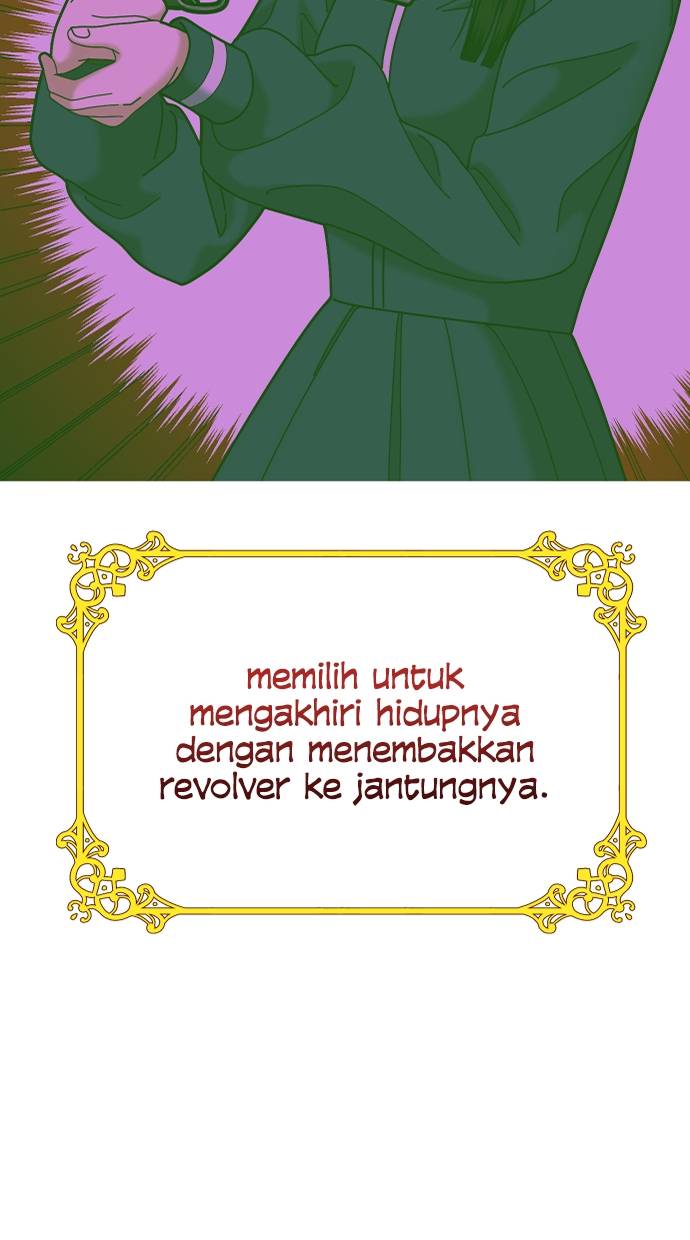 memilih untuk
mengakhiri hidupnya
dengan menembakkan
revolver ke jantungnya.